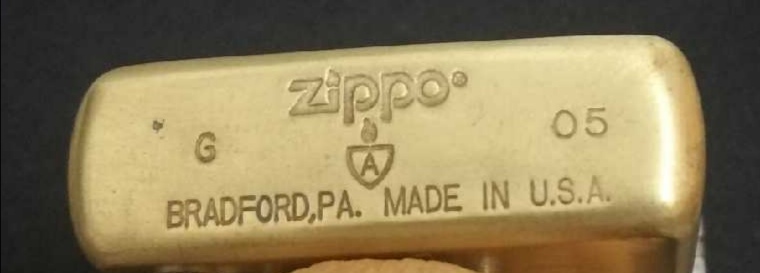 Zippo®
G 05
A
BRADFORD,PA. MADE IN U.S.A.